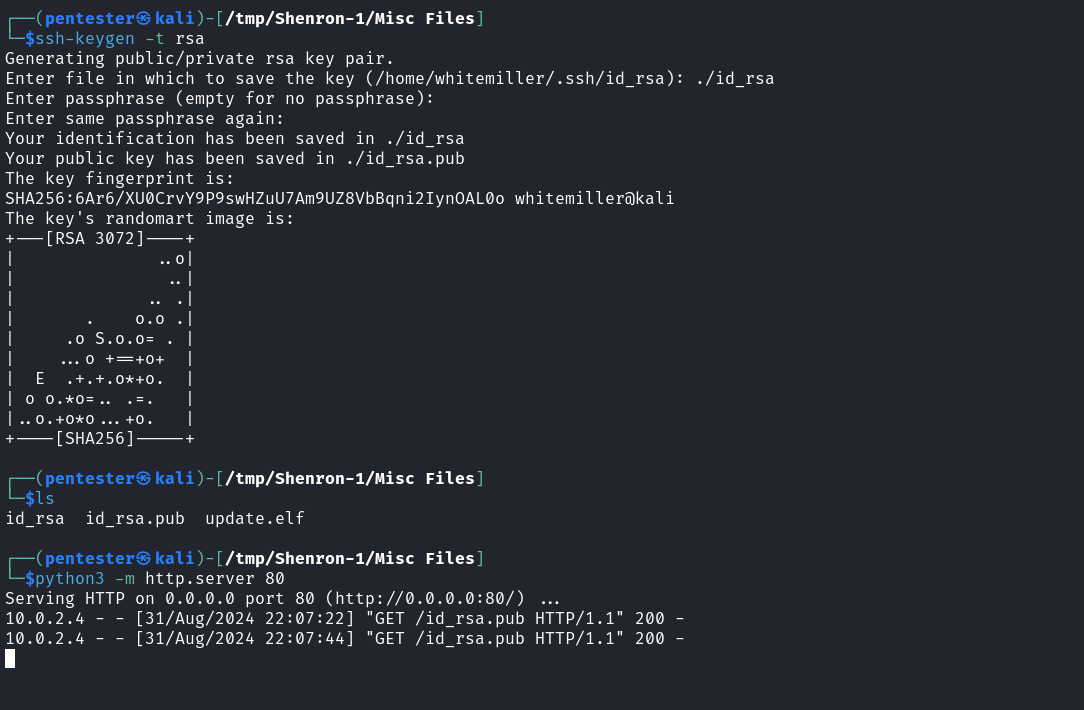 ┌──(pentester㉿kali)-[/tmp/Shenron-1/Misc Files]
└─$ssh-keygen -t rsa
Generating public/private rsa key pair.
Enter file in which to save the key (/home/whitemiller/.ssh/id_rsa): ./id_rsa
Enter passphrase (empty for no passphrase):
Enter same passphrase again:
Your identification has been saved in ./id_rsa
Your public key has been saved in ./id_rsa.pub
The key fingerprint is:
SHA256:6Ar6/XU0CrvY9P9swHZuU7Am9UZ8VbBqni2IynOAL0o whitemiller@kali
The key's randomart image is:
+---[RSA 3072]----+
|              ..o|
|               ..|
|             .. .|
|       .    o.o .|
|     .o S.o.o= . |
|    ...o +==+o+  |
|  E  .+.+.o*+o.  |
| o o.*o=.. .=.   |
|..o.+o*o...+o.   |
+----[SHA256]-----+
┌──(pentester㉿kali)-[/tmp/Shenron-1/Misc Files]
└─$ls
id_rsa  id_rsa.pub  update.elf
┌──(pentester㉿kali)-[/tmp/Shenron-1/Misc Files]
└─$python3 -m http.server 80
Serving HTTP on 0.0.0.0 port 80 (http://0.0.0.0:80/) ...
10.0.2.4 - - [31/Aug/2024 22:07:22] "GET /id_rsa.pub HTTP/1.1" 200 -
10.0.2.4 - - [31/Aug/2024 22:07:44] "GET /id_rsa.pub HTTP/1.1" 200 -